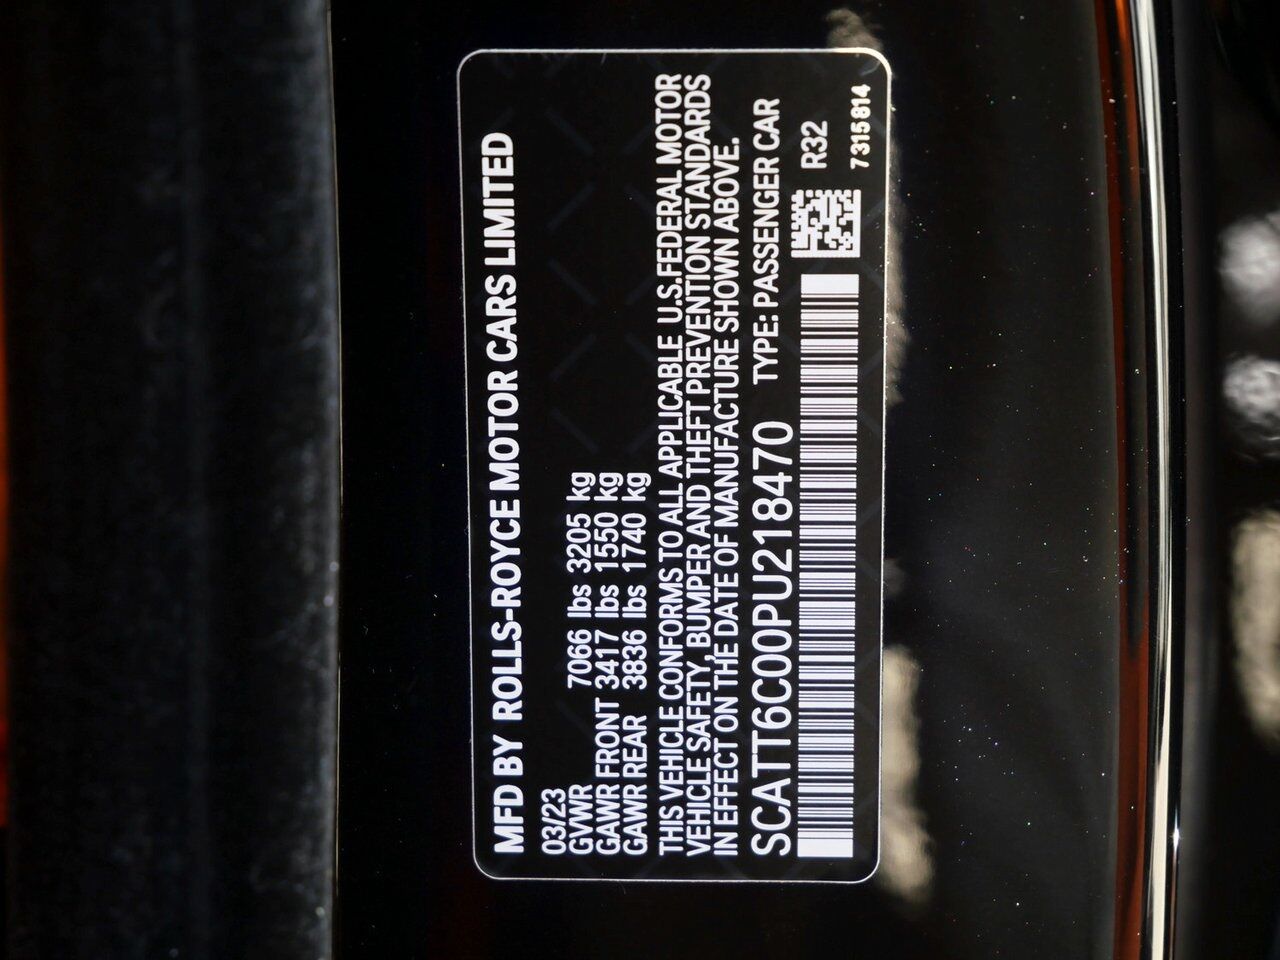 MFD BY ROLLS-ROYCE MOTOR CARS LIMITED
03/23
GVWR 7066 lbs 3205 kg
GAWR FRONT 3417 lbs 1550 kg
GAWR REAR 3836 lbs 1740 kg
THIS VEHICLE CONFORMS TO ALL APPLICABLE U.S.FEDERAL MOTOR
VEHICLE SAFETY, BUMPER AND THEFT PREVENTION STANDARDS
IN EFFECT ON THE DATE OF MANUFACTURE SHOWN ABOVE.
SCATT6C00PU218470 TYPE: PASSENGER CAR
R32
7315814